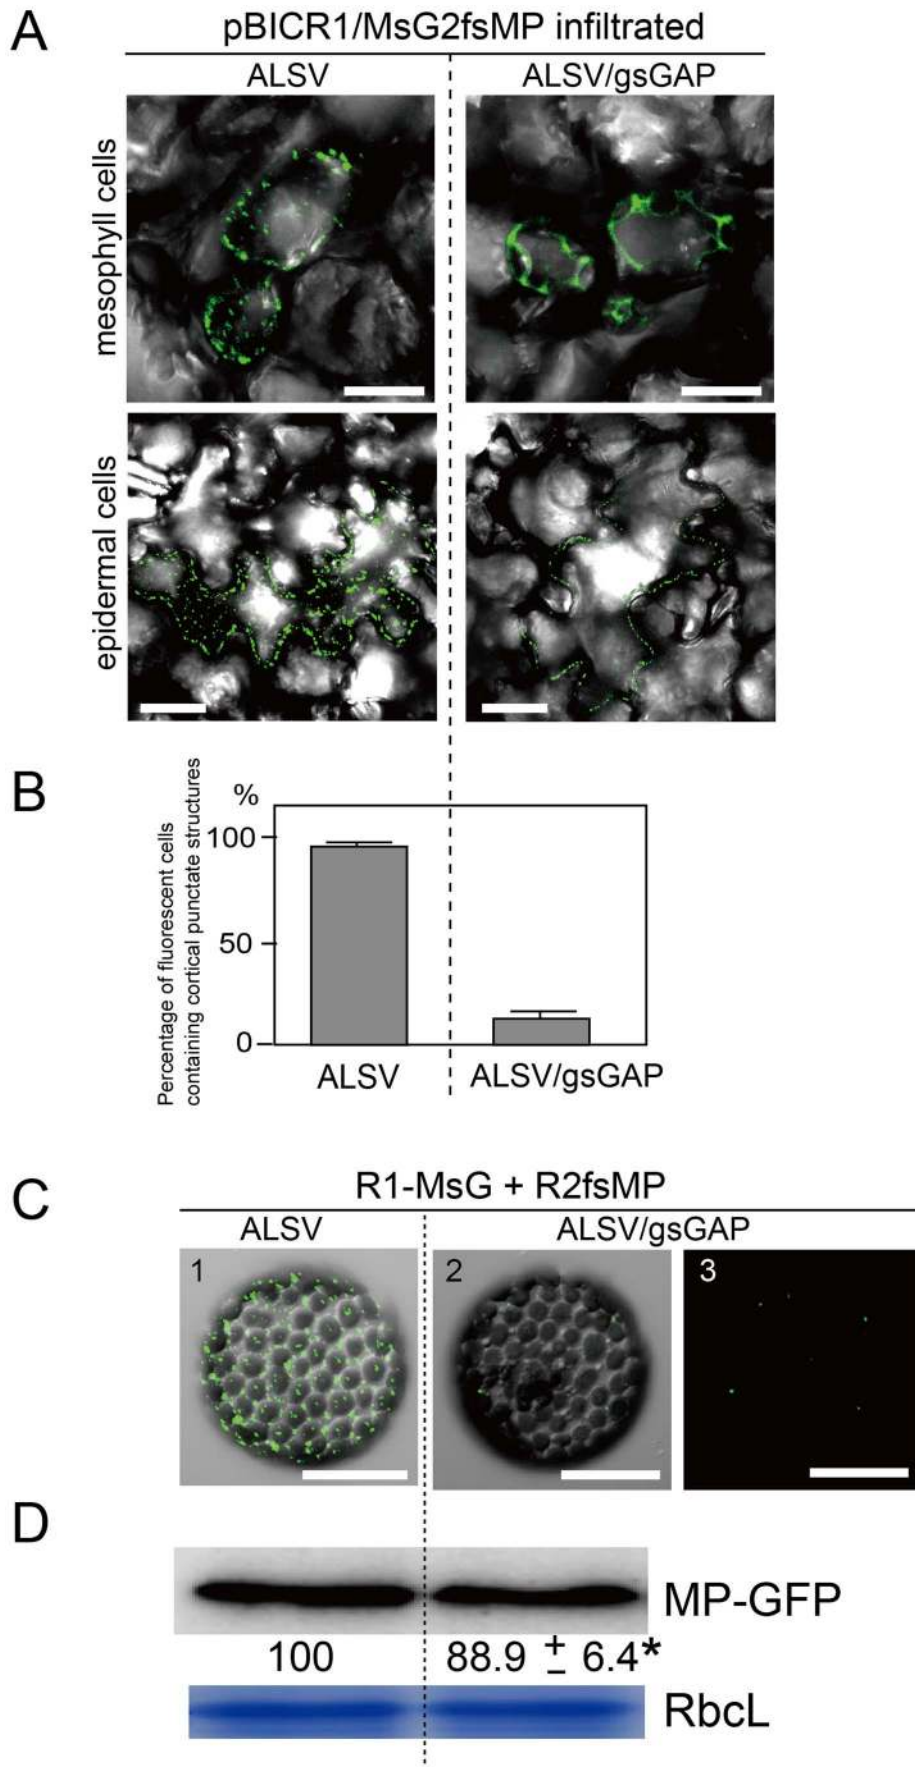 A
pBICR1/MsG2fsMP infiltrated
ALSV
ALSV/gsGAP
mesophyll cells
epidermal cells
B
Percentage of fluorescent cells
containing cortical punctate structures
%
100
50
0
ALSV
ALSV/gsGAP
C
R1-MsG + R2fsMP
ALSV
ALSV/gsGAP
1
2
3
D
MP-GFP
100
88.9 ± 6.4*
RbcL